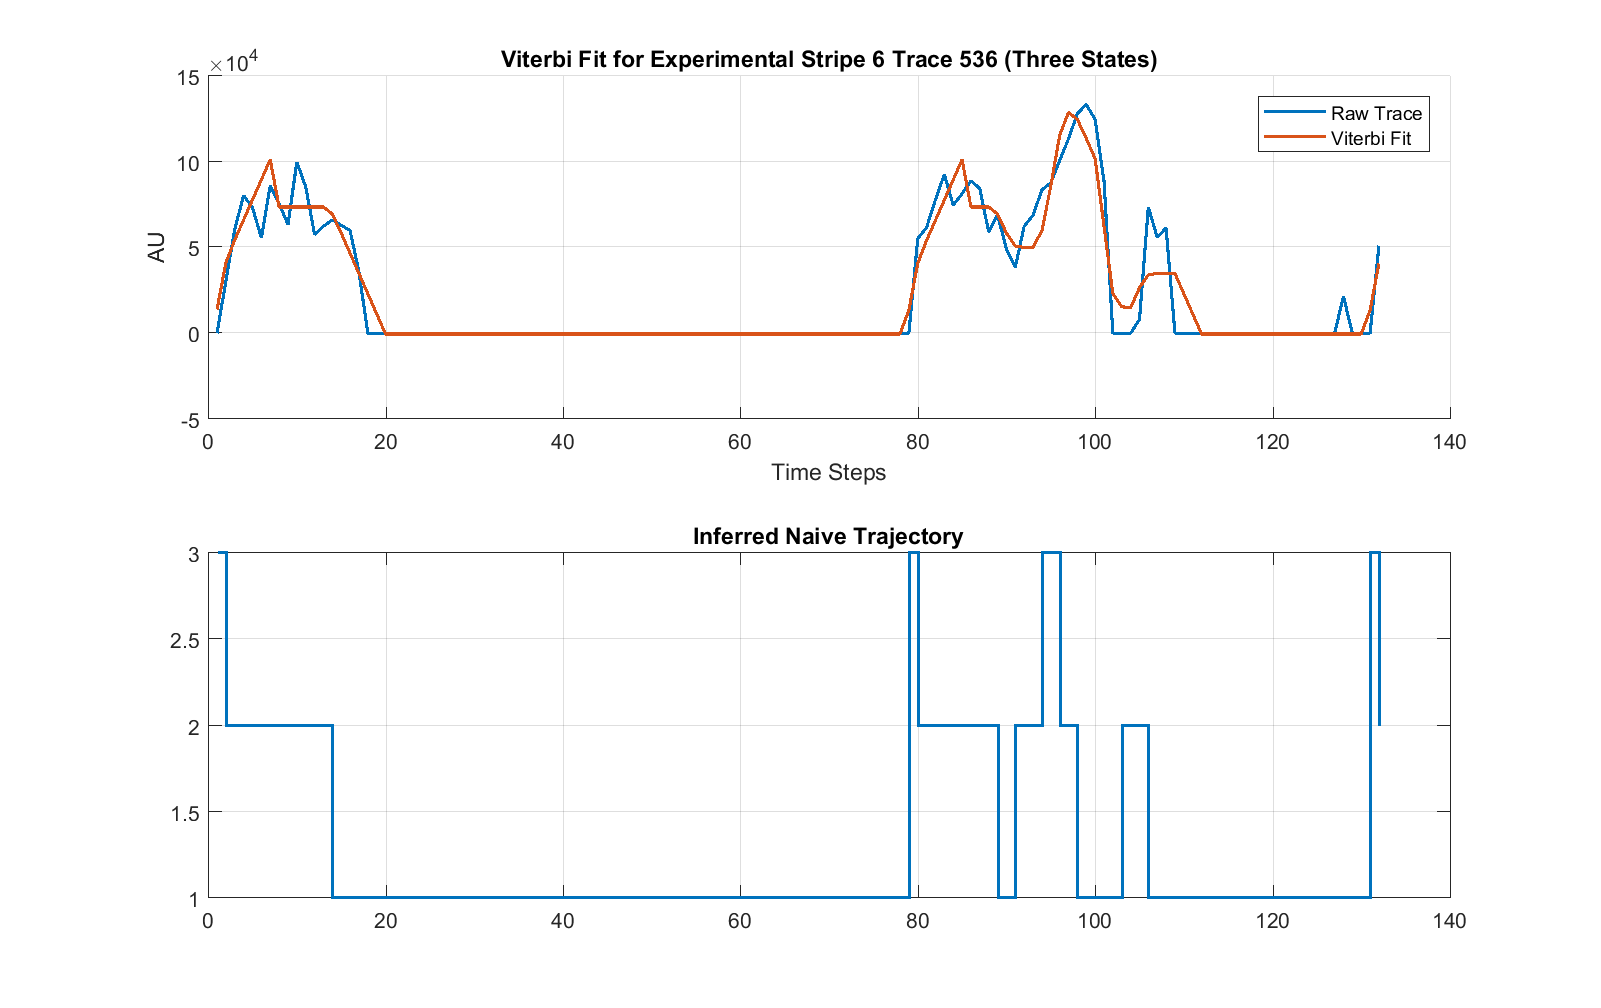 Viterbi Fit for Experimental Stripe 6 Trace 536 (Three States)
×10⁴
15
10
5
0
-5
AU
Raw Trace
Viterbi Fit
0 20 40 60 80 100 120 140
Time Steps
Inferred Naive Trajectory
3
2.5
2
1.5
1
0 20 40 60 80 100 120 140